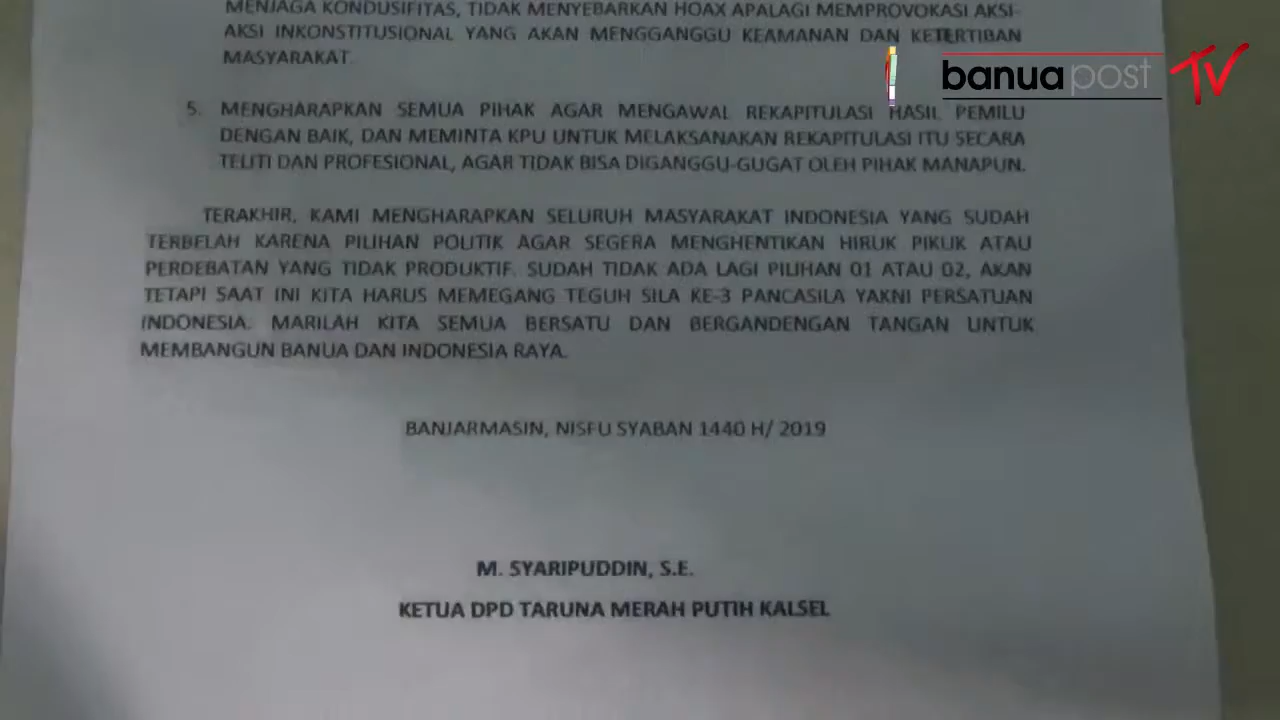 MENJAGA KONDUSIFITAS, TIDAK MENYEBARKAN HOAX APALAGI MEMPROVOKASI AKSI-
AKSI INKONSTITUSIONAL YANG AKAN MENGGANGGU KEAMANAN DAN KETERTIBAN
MASYARAKAT.
banuapost TV
5. MENGHARAPKAN SEMUA PIHAK AGAR MENGAWAL REKAPITULASI HASIL PEMILU
DENGAN BAIK, DAN MEMINTA KPU UNTUK MELAKSANAKAN REKAPITULASI ITU SECARA
TELITI DAN PROFESIONAL, AGAR TIDAK BISA DIGANGGU-GUGAT OLEH PIHAK MANAPUN.
TERAKHIR, KAMI MENGHARAPKAN SELURUH MASYARAKAT INDONESIA YANG SUDAH
TERBELAH KARENA PILIHAN POLITIK AGAR SEGERA MENGHENTIKAN HIRUK PIKUK ATAU
PERDEBATAN YANG TIDAK PRODUKTIF. SUDAH TIDAK ADA LAGI PILIHAN 01 ATAU 02, AKAN
TETAPI SAAT INI KITA HARUS MEMEGANG TEGUH SILA KE-3 PANCASILA YAKNI PERSATUAN
INDONESIA. MARILAH KITA SEMUA BERSATU DAN BERGANDENGAN TANGAN UNTUK
MEMBANGUN BANUA DAN INDONESIA RAYA.
BANJARMASIN, NISFU SYABAN 1440 H/ 2019
M. SYARIPUDDIN, S.E.
KETUA DPD TARUNA MERAH PUTIH KALSEL